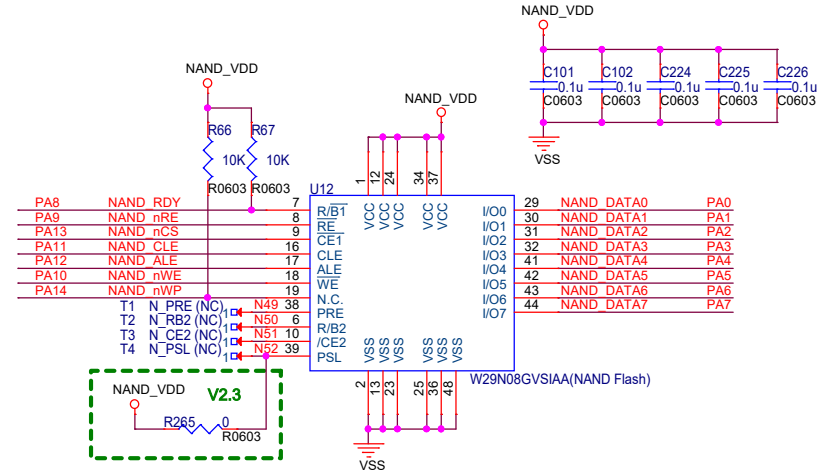 NAND_VDD
C101
0.1u
C0603
C102
0.1u
C0603
C224
0.1u
C0603
C225
0.1u
C0603
C226
0.1u
C0603
VSS
NAND_VDD
R66
10K
R0603
R67
10K
R0603
NAND_VDD
U12
1 12 24 34 37
VCC VCC VCC VCC VCC
PA8 NAND_RDY 7 R/B1
PA9 NAND_nRE 8 RE
PA13 NAND_nCS 9 CE1
PA11 NAND_CLE 16 CLE
PA12 NAND_ALE 17 ALE
PA10 NAND_nWE 18 WE
PA14 NAND_nWP 19 N.C.
T1 N_PRE (NC) 1 N49 38 PRE
T2 N_RB2 (NC) 1 N50 6 R/B2
T3 N_CE2 (NC) 1 N51 10 /CE2
T4 N_PSL (NC) 1 N52 39 PSL
I/O0 29 NAND_DATA0 PA0
I/O1 30 NAND_DATA1 PA1
I/O2 31 NAND_DATA2 PA2
I/O3 32 NAND_DATA3 PA3
I/O4 41 NAND_DATA4 PA4
I/O5 42 NAND_DATA5 PA5
I/O6 43 NAND_DATA6 PA6
I/O7 44 NAND_DATA7 PA7
VSS VSS VSS VSS VSS VSS
2 13 23 25 36 48
W29N08GVSIAA(NAND Flash)
VSS
NAND_VDD
V2.3
R265 0
R0603